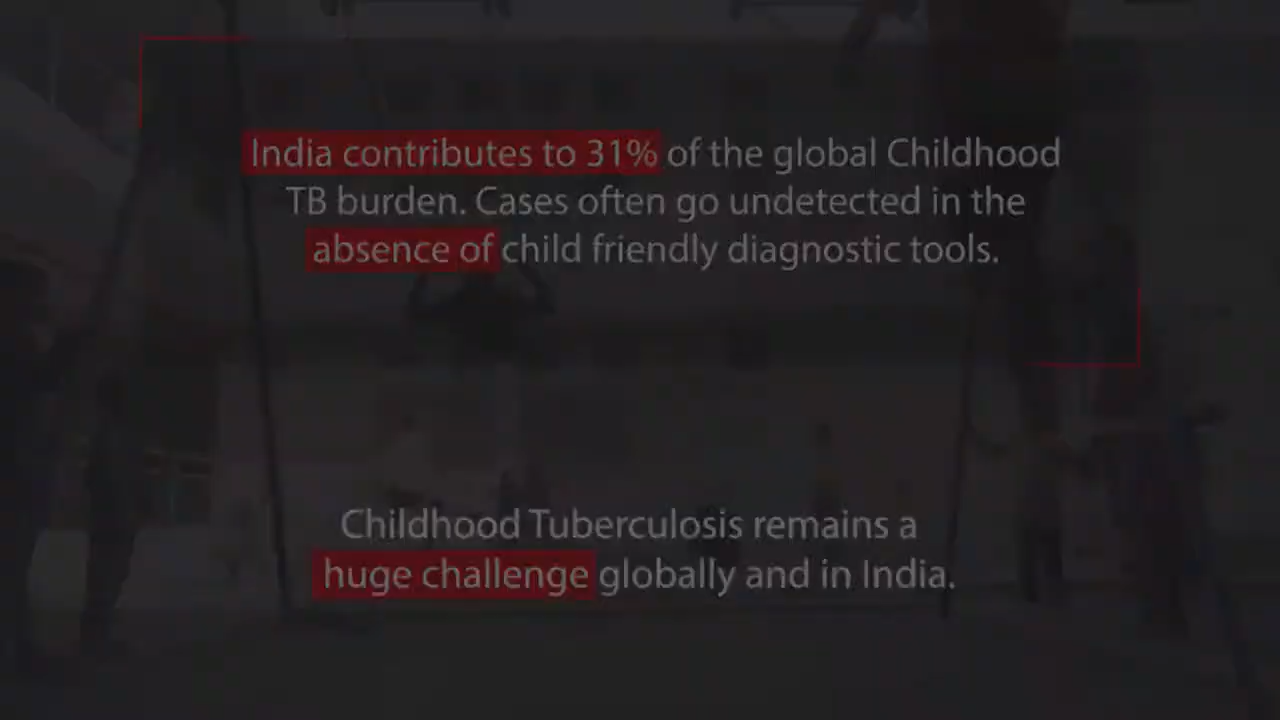 India contributes to 31% of the global Childhood
TB burden. Cases often go undetected in the
absence of child friendly diagnostic tools.
Childhood Tuberculosis remains a
huge challenge globally and in India.